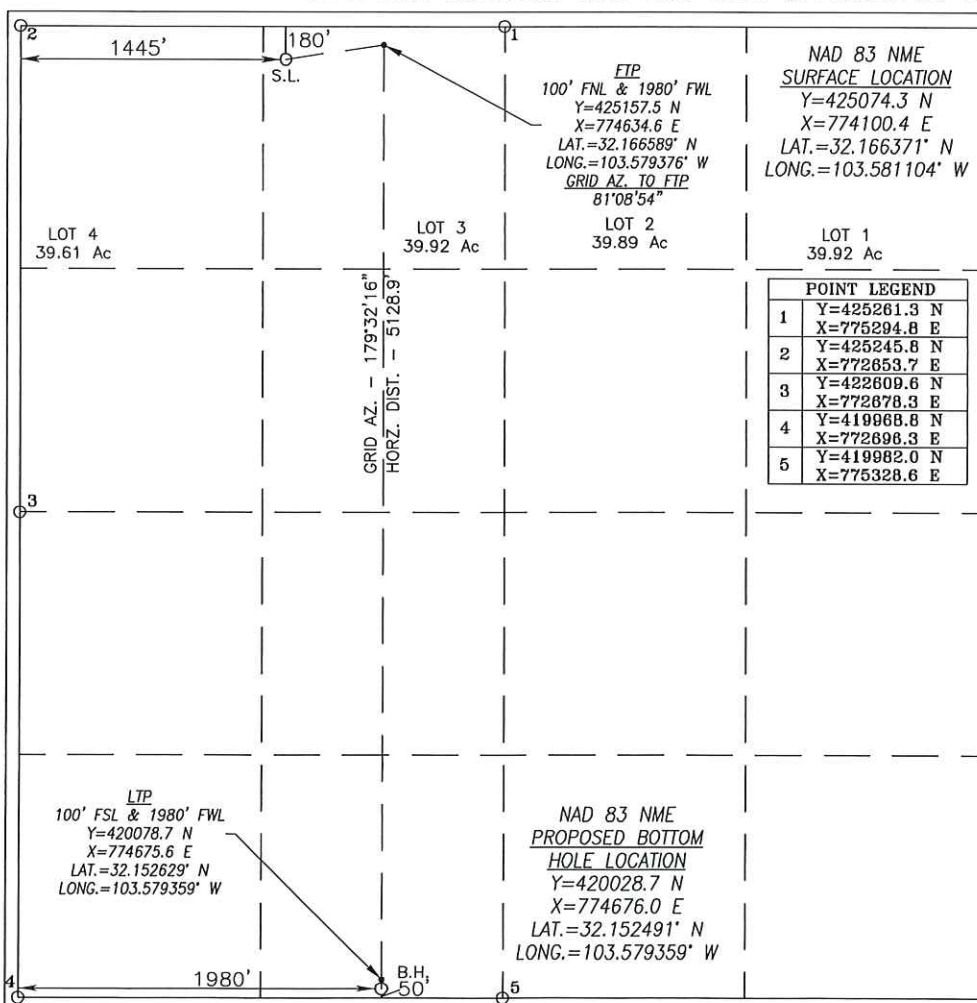 2
1
1445'
180'
S.L.
FTP
100' FNL & 1980' FWL
Y=425157.5 N
X=774634.6 E
LAT.=32.166589° N
LONG.=103.579376° W
GRID AZ. TO FTP
81°08'54"
NAD 83 NME
SURFACE LOCATION
Y=425074.3 N
X=774100.4 E
LAT.=32.166371° N
LONG.=103.581104° W
LOT 4
39.61 Ac
LOT 3
39.92 Ac
LOT 2
39.89 Ac
LOT 1
39.92 Ac
GRID AZ. - 179°32'16"
HORZ. DIST. - 5128.9'
POINT LEGEND
1 Y=425261.3 N
X=775294.8 E
2 Y=425245.8 N
X=772653.7 E
3 Y=422609.6 N
X=772678.3 E
4 Y=419968.8 N
X=772696.3 E
5 Y=419982.0 N
X=775328.6 E
3
LTP
100' FSL & 1980' FWL
Y=420078.7 N
X=774675.6 E
LAT.=32.152629° N
LONG.=103.579359° W
NAD 83 NME
PROPOSED BOTTOM
HOLE LOCATION
Y=420028.7 N
X=774676.0 E
LAT.=32.152491° N
LONG.=103.579359° W
4
1980'
B.H.
50'
5